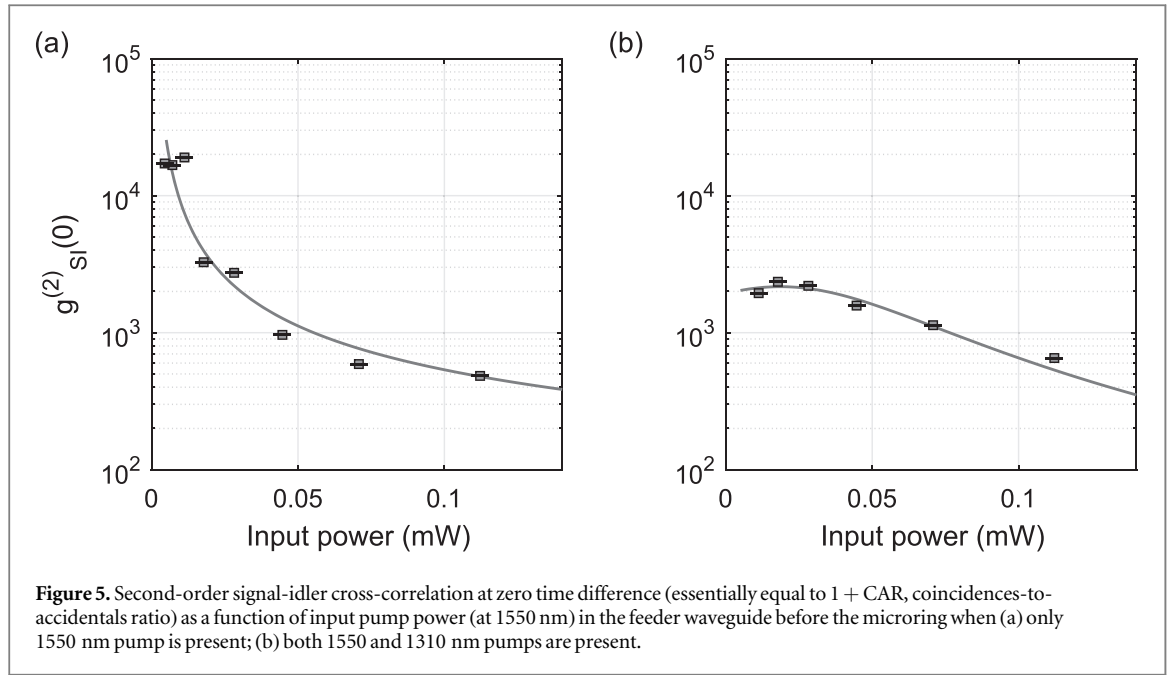 (a)
(b)
10^5
10^4
10^3
10^2
0
0.05
0.1
g^(2)_SI(0)
Input power (mW)
10^5
10^4
10^3
10^2
0
0.05
0.1
Input power (mW)
Figure 5. Second-order signal-idler cross-correlation at zero time difference (essentially equal to 1 + CAR, coincidences-to-
accidentals ratio) as a function of input pump power (at 1550 nm) in the feeder waveguide before the microring when (a) only
1550 nm pump is present; (b) both 1550 and 1310 nm pumps are present.